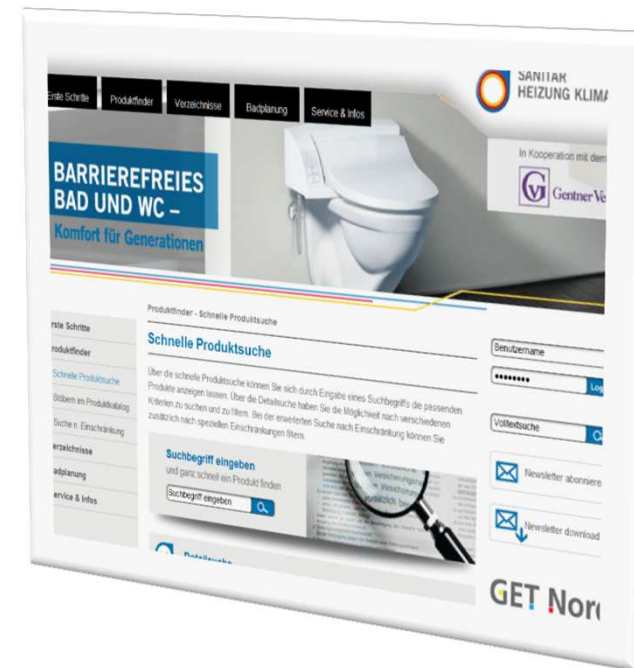 SANITÄR
HEIZUNG KLIMA
Erste Schritte
Produktfinder
Verzeichnisse
Badplanung
Service & Infos
In Kooperation mit dem
BARRIEREFREIES
BAD UND WC –
Komfort für Generationen
GV Gentner Ve
Produktfinder - Schnelle Produktsuche
rste Schritte
roduktfinder
Schnelle Produktsuche
Stöbern im Produktkatalog
Suche n. Einschränkung
erzeichnisse
adplanung
ervice & Infos
Schnelle Produktsuche
Über die schnelle Produktsuche können Sie sich durch Eingabe eines Suchbegriffs die passenden
Produkte anzeigen lassen. Über die Detailsuche haben Sie die Möglichkeit nach verschiedenen
Kriterien zu suchen und zu filtern. Bei der erweiterten Suche nach Einschränkung können Sie
zusätzlich nach speziellen Einschränkungen filtern.
Suchbegriff eingeben
und ganz schnell ein Produkt finden
Suchbegriff eingeben
Detailsuche
Benutzername
Log
Volltextsuche
Newsletter abonniere
Newsletter download
GET Nor